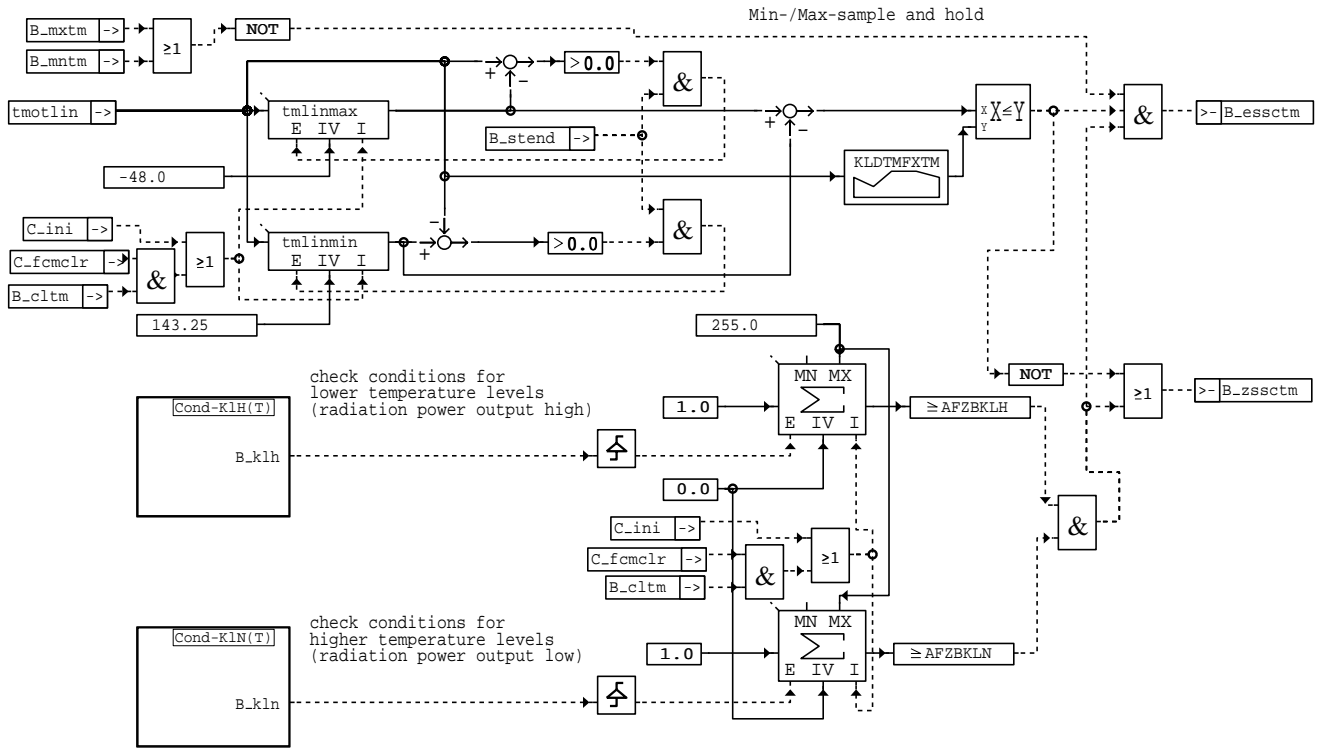 Min-/Max-sample and hold
B_mxtm ->
B_mntm ->
≥1
NOT
tmotlin ->
tmlinmax
E IV I
-48.0
>0.0
&
B_stend ->
X
Y
X≤Y
&
>- B_essctm
KLDTMFXTM
C_ini ->
C_fcmclr ->
B_cltm ->
&
≥1
tmlinmin
E IV I
143.25
>0.0
&
+
−
+
−
−
+
255.0
check conditions for
lower temperature levels
(radiation power output high)
Cond-KlH(T)
B_klh
1.0
MN MX
E IV I
≥AFZBKLH
NOT
≥1
>- B_zssctm
0.0
C_ini ->
C_fcmclr ->
B_cltm ->
&
≥1
&
check conditions for
higher temperature levels
(radiation power output low)
Cond-KlN(T)
B_kln
1.0
MN MX
E IV I
≥AFZBKLN